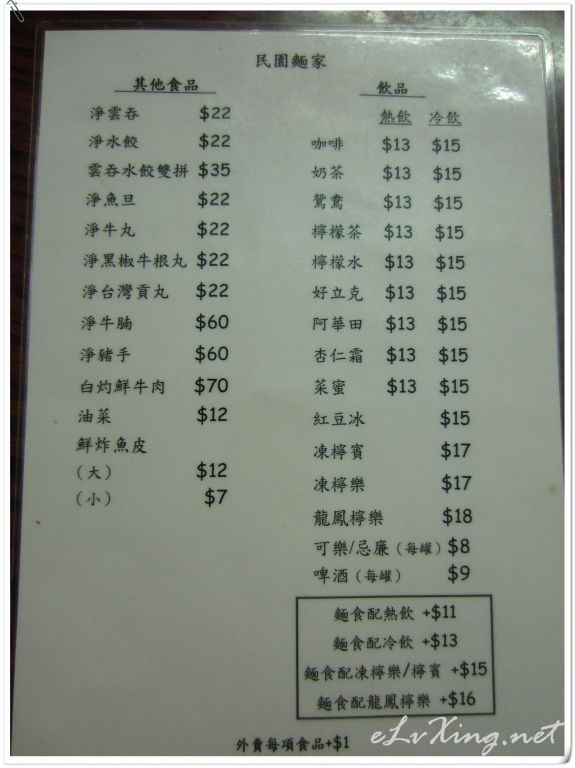 民園麵家
其他食品
淨雲吞 $22
淨水餃 $22
雲吞水餃雙拼 $35
淨魚旦 $22
淨牛丸 $22
淨黑椒牛根丸 $22
淨台灣貢丸 $22
淨牛腩 $60
淨豬手 $60
白灼鮮牛肉 $70
油菜 $12
鮮炸魚皮
（大） $12
（小） $7
飲品
熱飲 冷飲
咖啡 $13 $15
奶茶 $13 $15
鴛鴦 $13 $15
檸檬茶 $13 $15
檸檬水 $13 $15
好立克 $13 $15
阿華田 $13 $15
杏仁霜 $13 $15
菜蜜 $13 $15
紅豆冰 $15
凍檸賓 $17
凍檸樂 $17
龍鳳檸樂 $18
可樂/忌廉（每罐）$8
啤酒（每罐） $9
麵食配熱飲 +$11
麵食配冷飲 +$13
麵食配凍檸樂/檸賓 +$15
麵食配龍鳳檸樂 +$16
外賣每項食品+$1
eLvXing.net